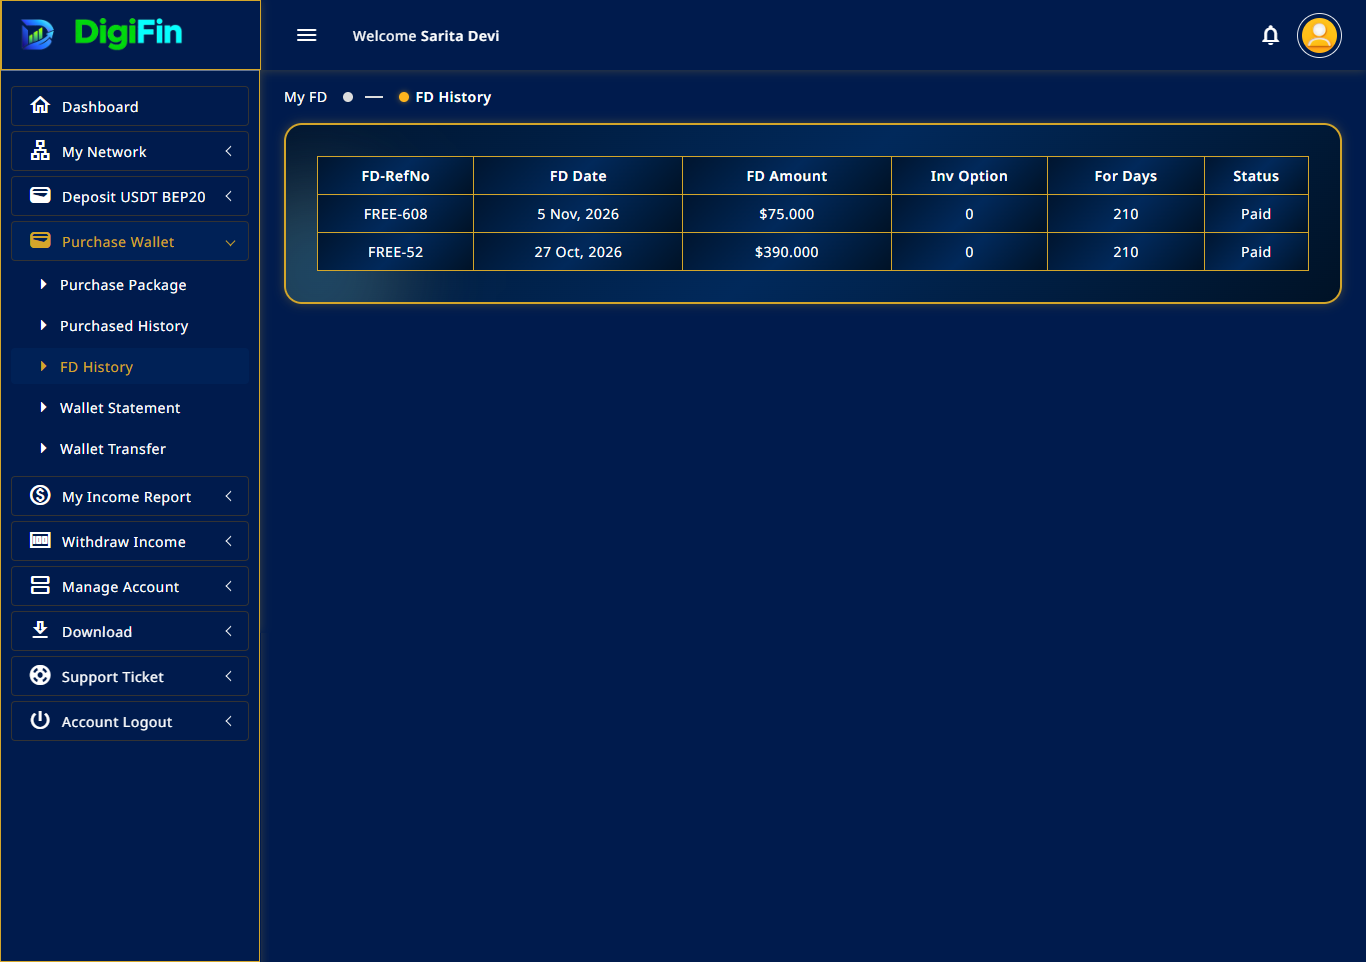 DigiFin
Welcome Sarita Devi
Dashboard
My Network
Deposit USDT BEP20
Purchase Wallet
Purchase Package
Purchased History
FD History
Wallet Statement
Wallet Transfer
My Income Report
Withdraw Income
Manage Account
Download
Support Ticket
Account Logout
My FD FD History
FD-RefNo FD Date FD Amount Inv Option For Days Status
FREE-608 5 Nov, 2026 $75.000 0 210 Paid
FREE-52 27 Oct, 2026 $390.000 0 210 Paid